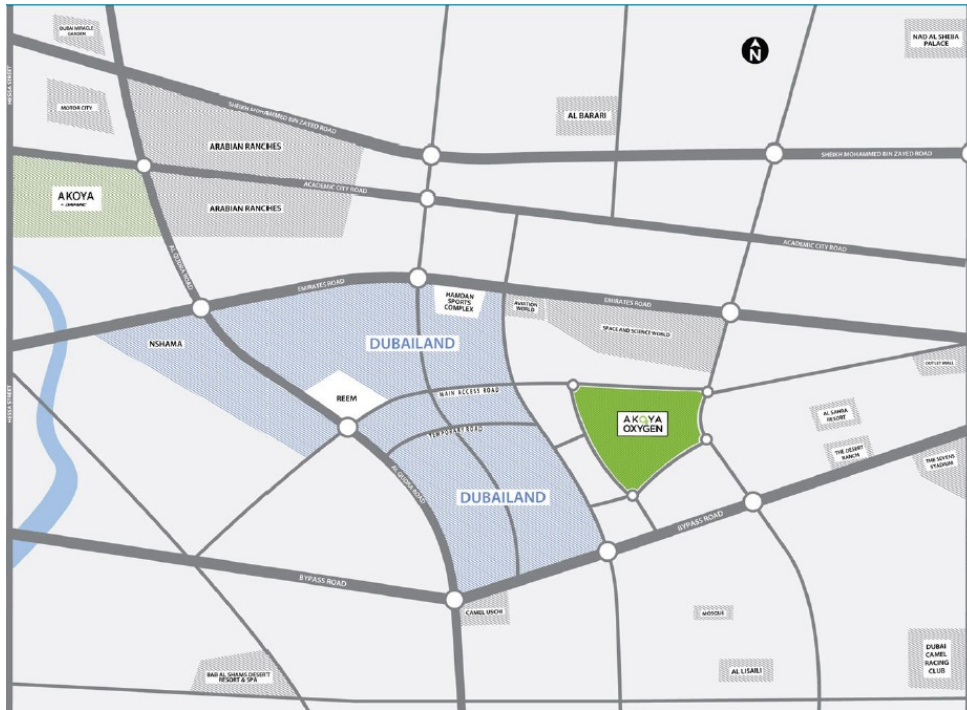 DUBAI MIRACLE
GARDEN
HESSA STREET
NAD AL SHEBA
PALACE
N
MOTOR CITY
SHEIKH MOHAMMED BIN ZAYED ROAD
AL BARARI
ARABIAN RANCIHES
SHEIKH MOHAMMED BIN ZAYED ROAD
AKOYA
ACADEMIC CITY ROAD
ARABIAN RANCIHES
ACADEMIC CITY ROAD
AL QUDRA ROAD
EMIRATES ROAD
HAMDAN
SPORTS
COMPLEX
AVIATION
WORLD
EMIRATES ROAD
SPACE AND SCIENCE WORLD
NSHAMA
DUBAILAND
OUTLET MALL
HESSA STREET
REEM
MAIN ACCESS ROAD
AKOYA
OXYGEN
AL SAHRA
RESORT
TEMPORARY ROAD
THE DESERT
RANCH
THE SEVENS
STADIUM
AL QUDRA ROAD
DUBAILAND
BYPASS ROAD
BYPASS ROAD
CAMEL USCHI
MOSQUE
BAB AL SHAMS DESERT
RESORT & SPA
AL LISAILI
DUBAI
CAMEL
RACING
CLUB